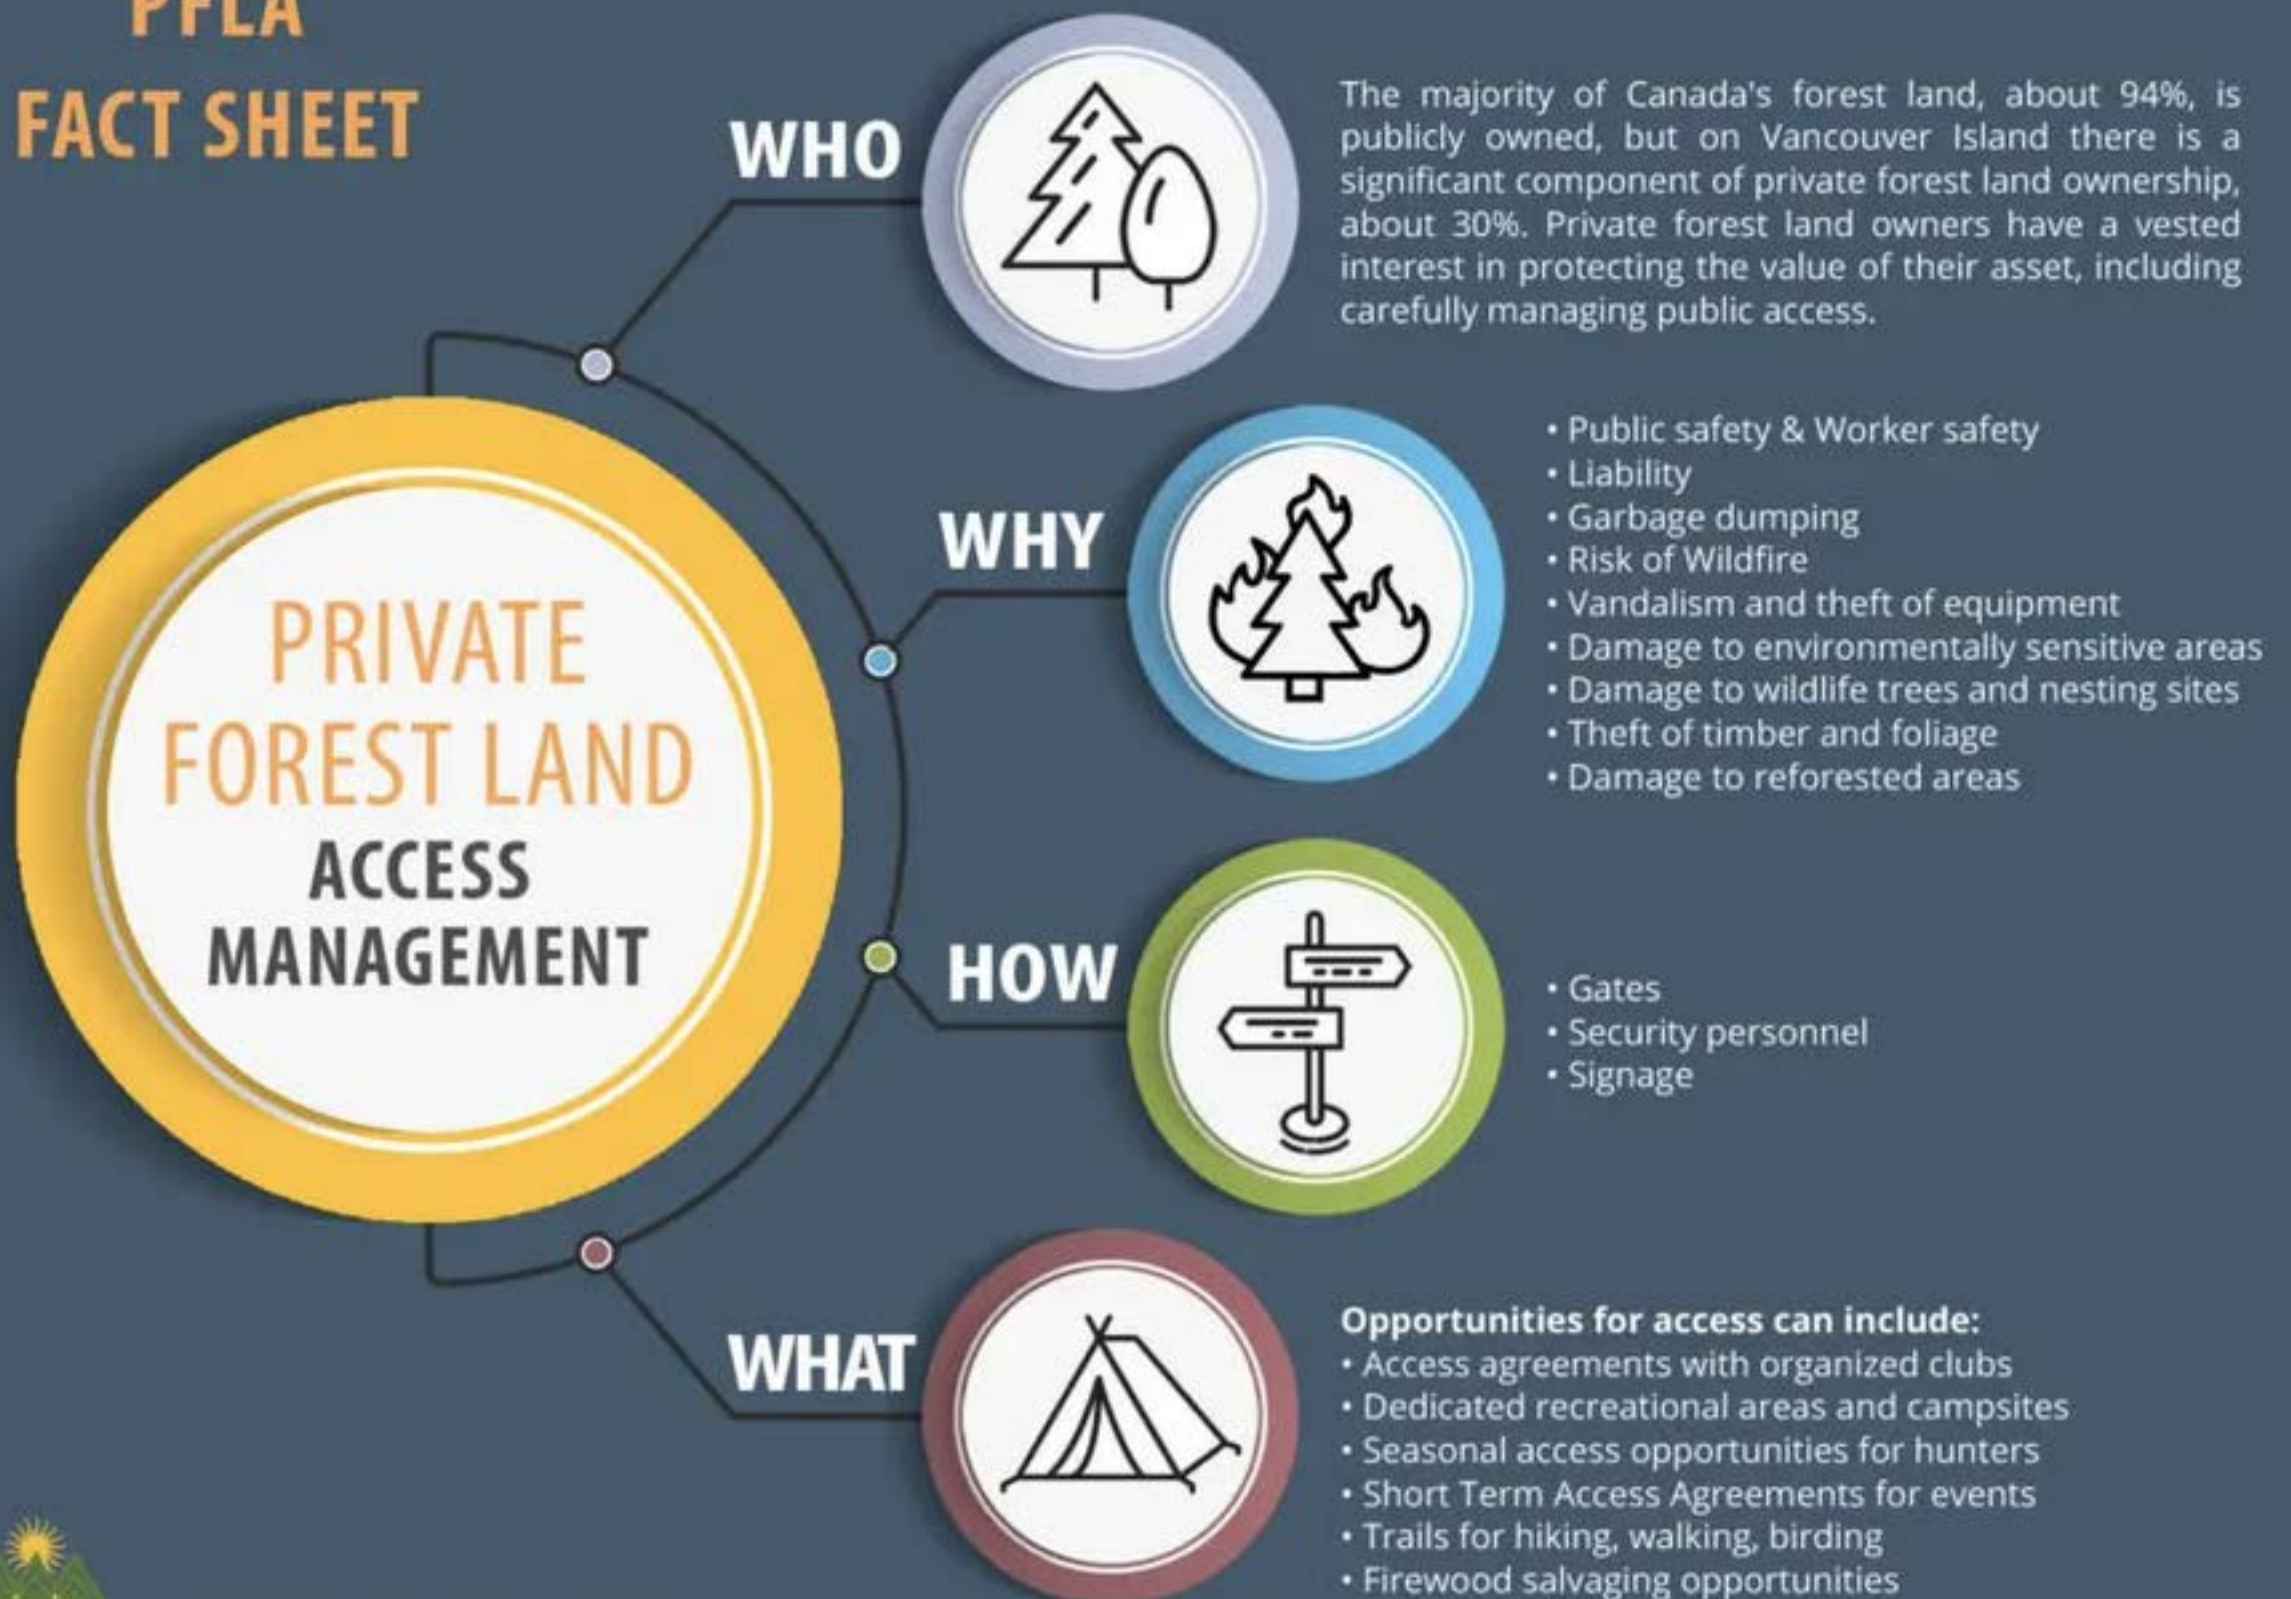 PFLA
FACT SHEET
WHO
The majority of Canada's forest land, about 94%, is
publicly owned, but on Vancouver Island there is a
significant component of private forest land ownership,
about 30%. Private forest land owners have a vested
interest in protecting the value of their asset, including
carefully managing public access.
PRIVATE
FOREST LAND
ACCESS
MANAGEMENT
WHY
• Public safety & Worker safety
• Liability
• Garbage dumping
• Risk of Wildfire
• Vandalism and theft of equipment
• Damage to environmentally sensitive areas
• Damage to wildlife trees and nesting sites
• Theft of timber and foliage
• Damage to reforested areas
HOW
• Gates
• Security personnel
• Signage
WHAT
Opportunities for access can include:
• Access agreements with organized clubs
• Dedicated recreational areas and campsites
• Seasonal access opportunities for hunters
• Short Term Access Agreements for events
• Trails for hiking, walking, birding
• Firewood salvaging opportunities